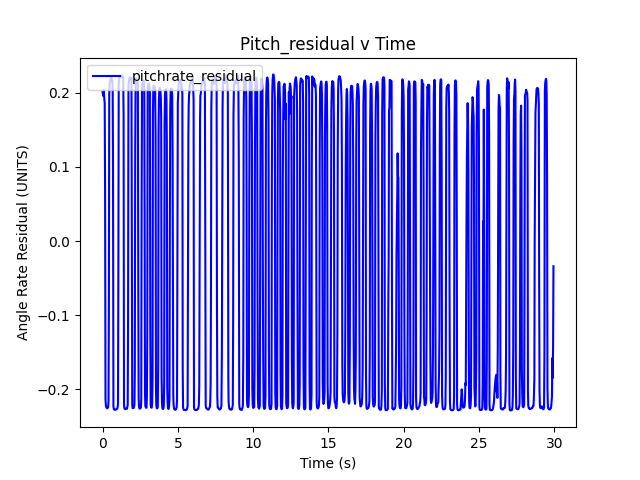 Pitch_residual v Time
pitchrate_residual
Angle Rate Residual (UNITS)
0.2
0.1
0.0
−0.1
−0.2
0 5 10 15 20 25 30
Time (s)